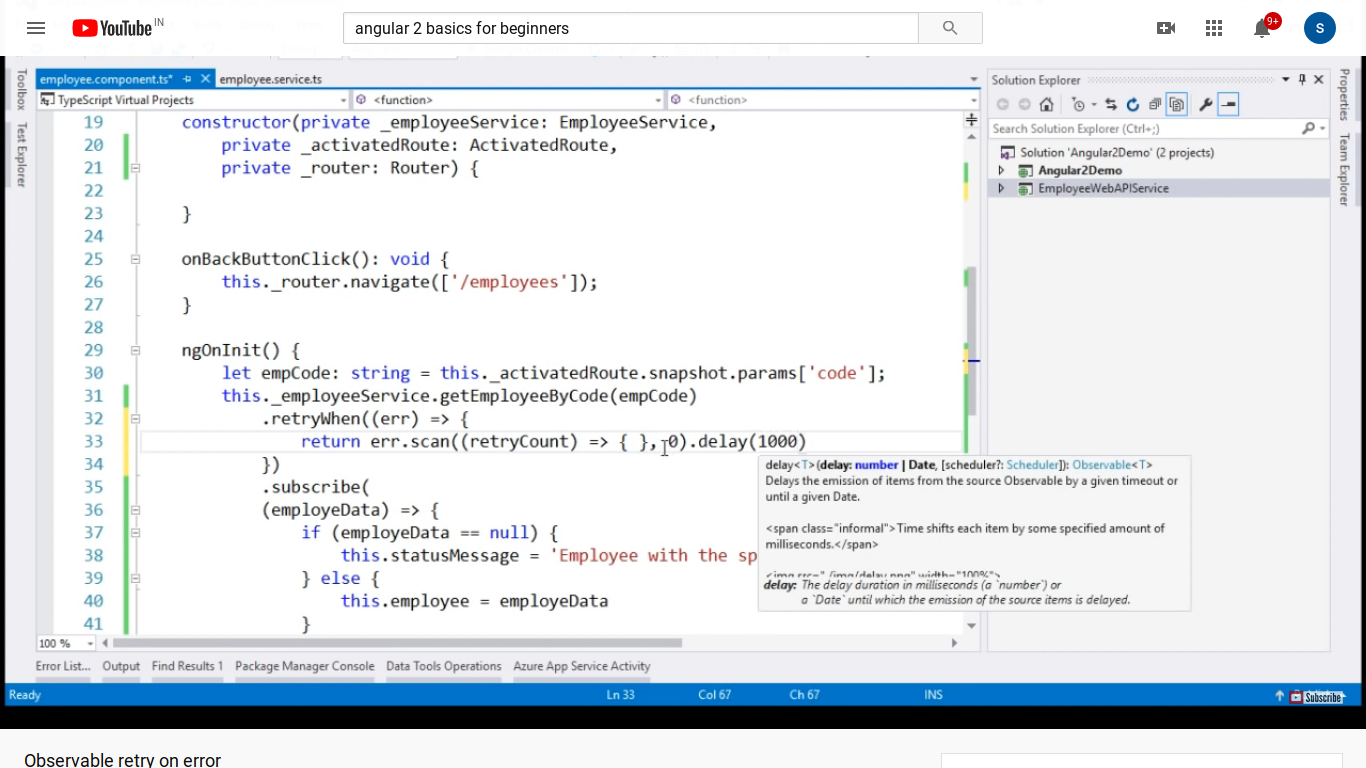 YouTube IN
angular 2 basics for beginners
9+
S
Toolbox
Test Explorer
employee.component.ts*
employee.service.ts
TypeScript Virtual Projects
<function>
<function>
19 constructor(private _employeeService: EmployeeService,
20 private _activatedRoute: ActivatedRoute,
21 private _router: Router) {
22
23 }
24
25 onBackButtonClick(): void {
26 this._router.navigate(['/employees']);
27 }
28
29 ngOnInit() {
30 let empCode: string = this._activatedRoute.snapshot.params['code'];
31 this._employeeService.getEmployeeByCode(empCode)
32 .retryWhen((err) => {
33 return err.scan((retryCount) => { }, 0).delay(1000)
34 })
35 .subscribe(
36 (employeData) => {
37 if (employeData == null) {
38 this.statusMessage = 'Employee with the sp
39 } else {
40 this.employee = employeData
41 }
delay<T>(delay: number | Date, [scheduler?: Scheduler]): Observable<T>
Delays the emission of items from the source Observable by a given timeout or
until a given Date.
<span class="informal">Time shifts each item by some specified amount of
milliseconds.</span>
<img src="./img/delay.png" width="100%">
delay: The delay duration in milliseconds (a `number`) or
a `Date` until which the emission of the source items is delayed.
100 %
Solution Explorer
Search Solution Explorer (Ctrl+;)
Solution 'Angular2Demo' (2 projects)
Angular2Demo
EmployeeWebAPIService
Properties
Team Explorer
Error List...
Output
Find Results 1
Package Manager Console
Data Tools Operations
Azure App Service Activity
Ready
Ln 33
Col 67
Ch 67
INS
Subscribe
Observable retry on error